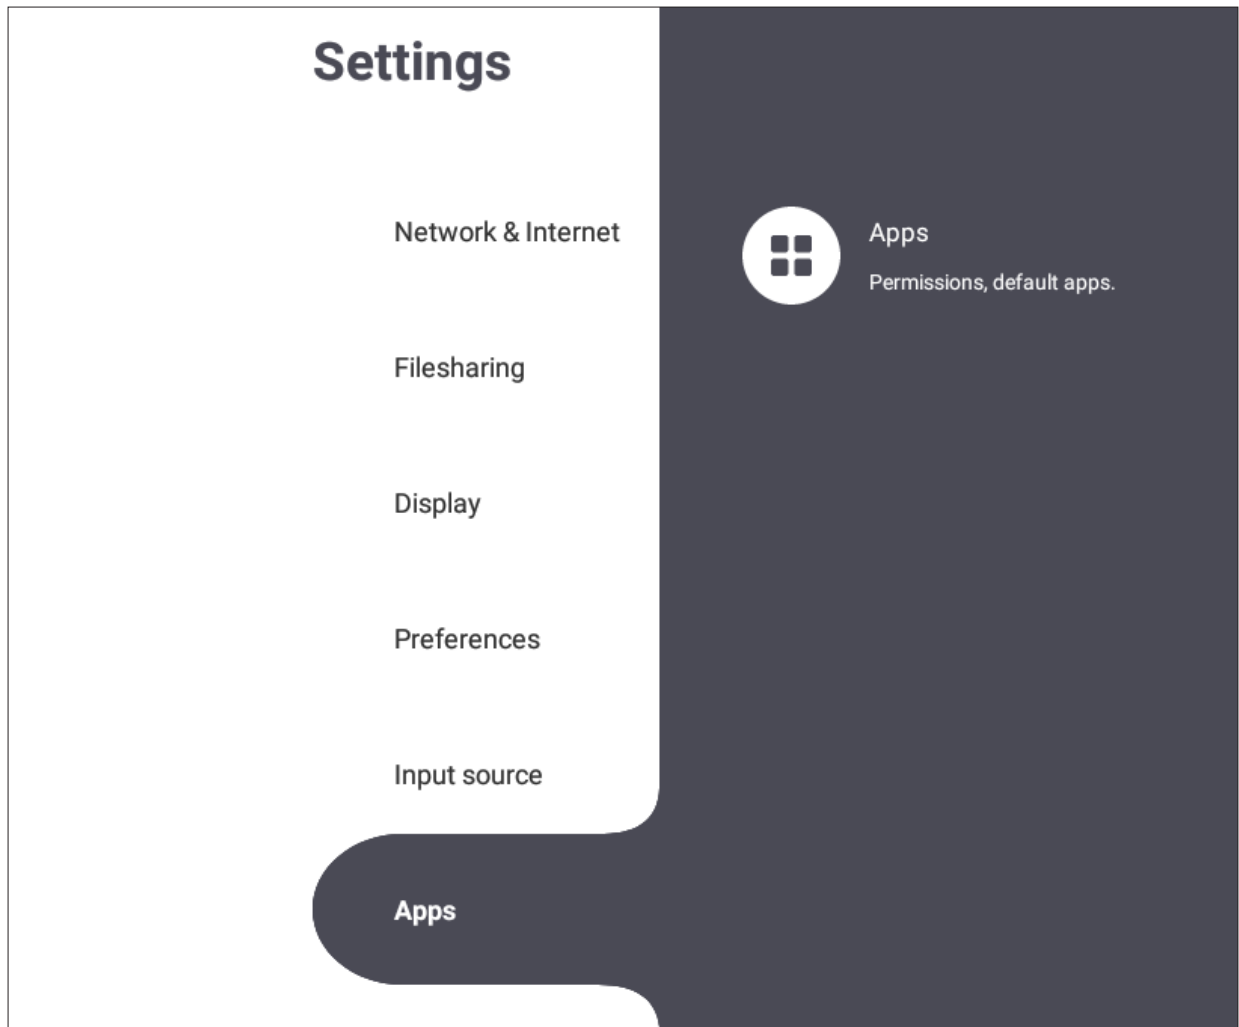 Settings
Network & Internet
Filesharing
Display
Preferences
Input source
Apps
Apps
Permissions, default apps.